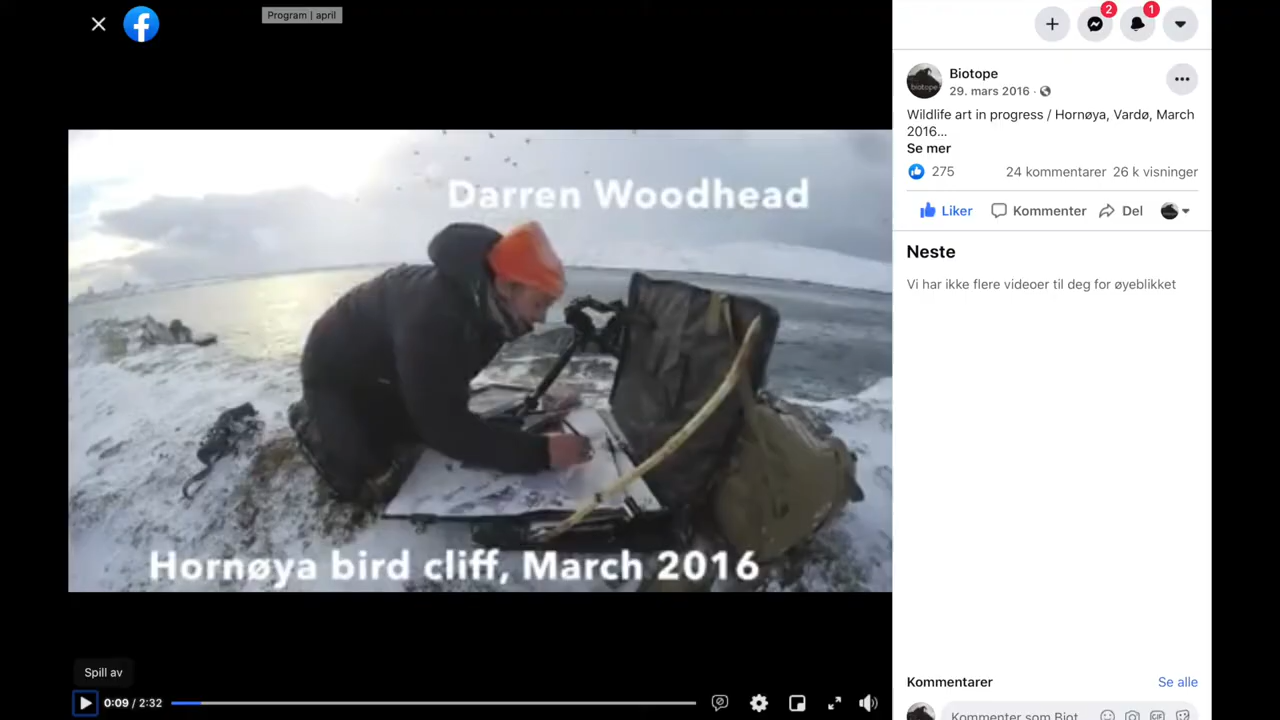 Program | april
2
1
Biotope
29. mars 2016 ·
Wildlife art in progress / Hornøya, Vardø, March
2016...
Se mer
275
24 kommentarer 26 k visninger
Liker
Kommenter
Del
Neste
Vi har ikke flere videoer til deg for øyeblikket
Darren Woodhead
Hornøya bird cliff, March 2016
Spill av
0:09 / 2:32
Kommentarer
Se alle
Kommenter som Biot
biotope